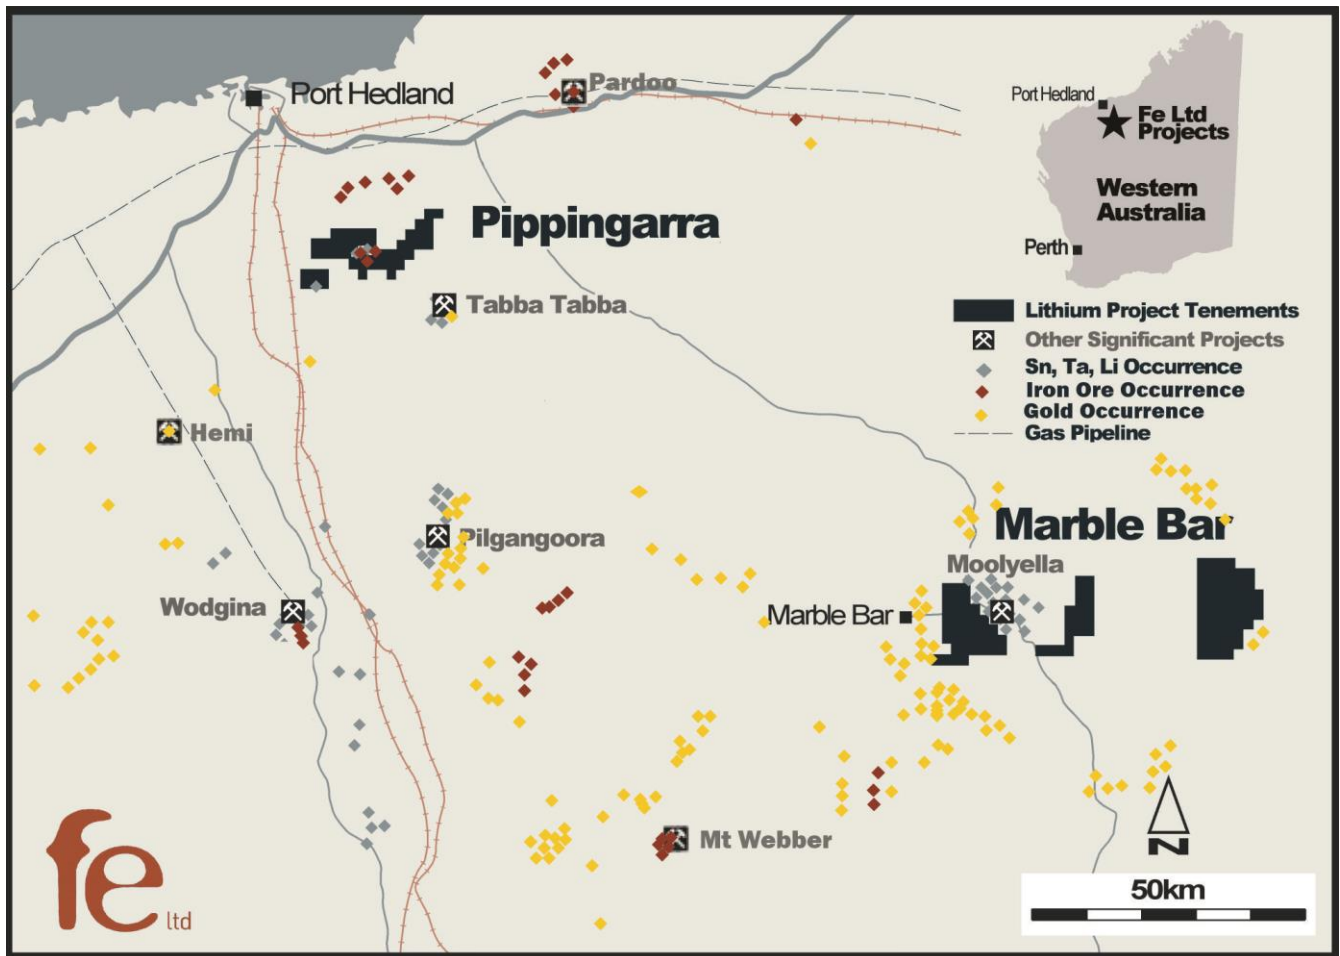 Port Hedland
Pardoo
Port Hedland
Fe Ltd
Projects
Western
Australia
Perth
Pippingarra
Tabba Tabba
Lithium Project Tenements
Other Significant Projects
Sn, Ta, Li Occurrence
Iron Ore Occurrence
Gold Occurrence
Gas Pipeline
Hemi
Pilgangoora
Marble Bar
Moolyella
Wodgina
Marble Bar
Mt Webber
N
50km
fe
ltd